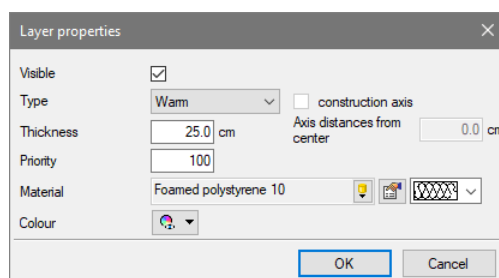 Layer properties
Visible
Type Warm construction axis
Thickness 25.0 cm Axis distances from center 0.0 cm
Priority 100
Material Foamed polystyrene 10
Colour
OK Cancel